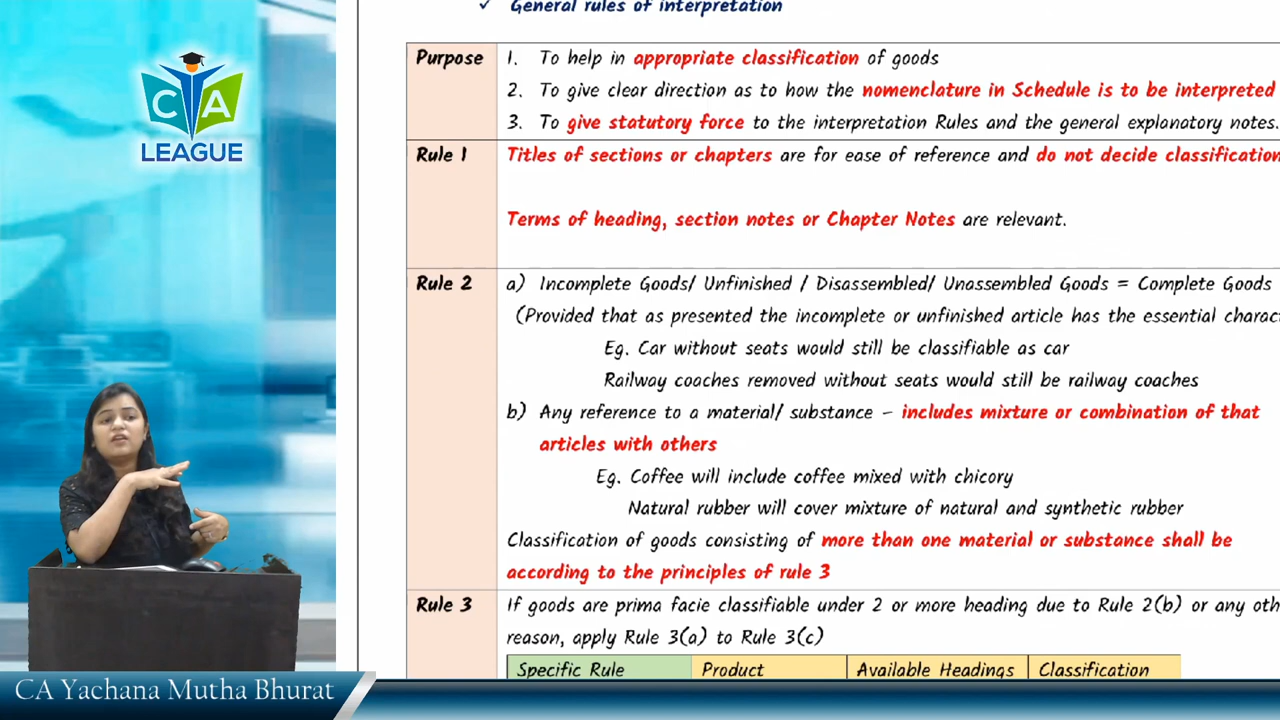 ✓ General rules of interpretation
CA
LEAGUE
Purpose
1. To help in appropriate classification of goods
2. To give clear direction as to how the nomenclature in Schedule is to be interpreted
3. To give statutory force to the interpretation Rules and the general explanatory notes.
Rule 1
Titles of sections or chapters are for ease of reference and do not decide classification
Terms of heading, section notes or Chapter Notes are relevant.
Rule 2
a) Incomplete Goods/ Unfinished / Disassembled/ Unassembled Goods = Complete Goods
(Provided that as presented the incomplete or unfinished article has the essential charac
Eg. Car without seats would still be classifiable as car
Railway coaches removed without seats would still be railway coaches
b) Any reference to a material/ substance – includes mixture or combination of that
articles with others
Eg. Coffee will include coffee mixed with chicory
Natural rubber will cover mixture of natural and synthetic rubber
Classification of goods consisting of more than one material or substance shall be
according to the principles of rule 3
Rule 3
If goods are prima facie classifiable under 2 or more heading due to Rule 2(b) or any oth
reason, apply Rule 3(a) to Rule 3(c)
Specific Rule Product Available Headings Classification
CA Yachana Mutha Bhurat